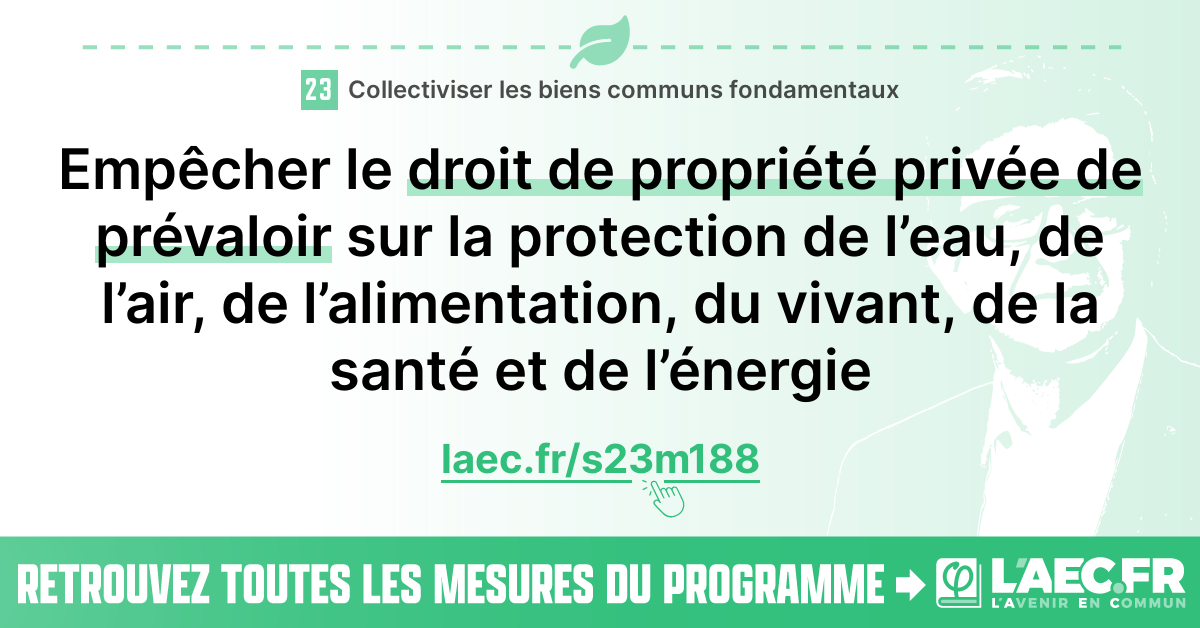 23 Collectiviser les biens communs fondamentaux
Empêcher le droit de propriété privée de
prévaloir sur la protection de l’eau, de
l’air, de l’alimentation, du vivant, de la
santé et de l’énergie
laec.fr/s23m188
RETROUVEZ TOUTES LES MESURES DU PROGRAMME
φ L'AEC.FR
L'AVENIR EN COMMUN